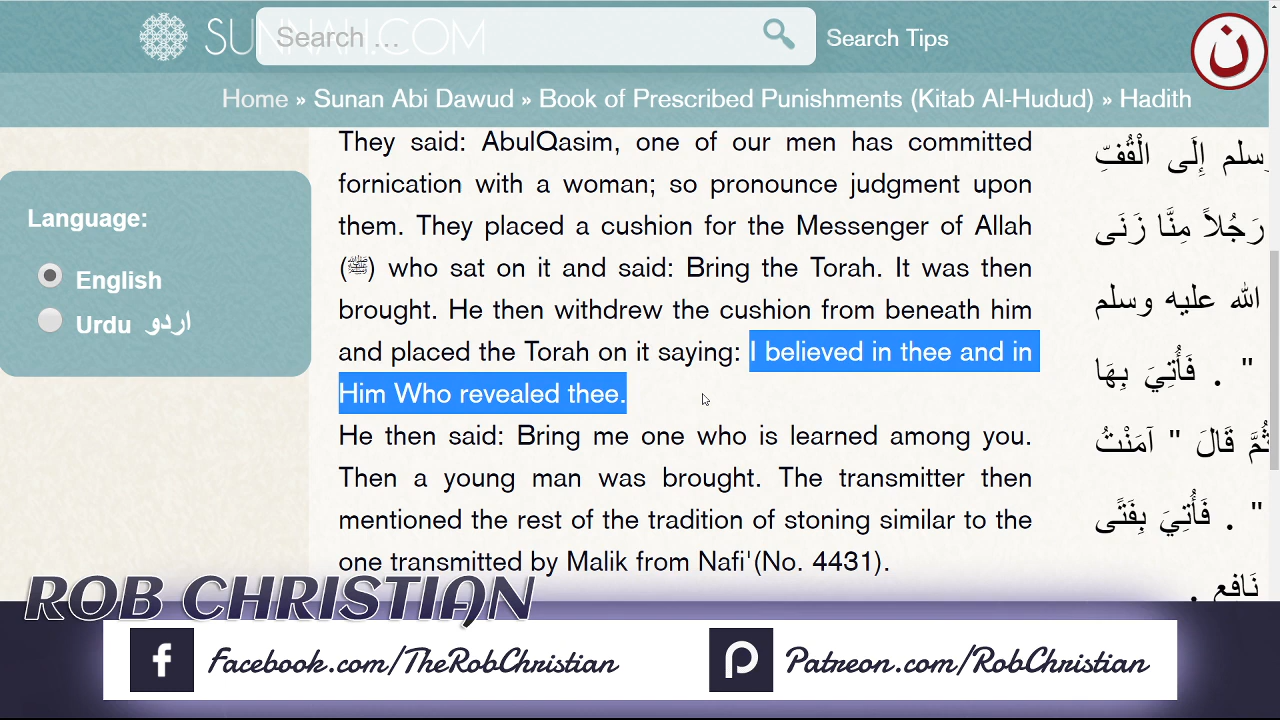 SUNNAH.COM
Search ...
Search Tips
ن
Home » Sunan Abi Dawud » Book of Prescribed Punishments (Kitab Al-Hudud) » Hadith
Language:
English
Urdu اردو
They said: AbulQasim, one of our men has committed
fornication with a woman; so pronounce judgment upon
them. They placed a cushion for the Messenger of Allah
(ﷺ) who sat on it and said: Bring the Torah. It was then
brought. He then withdrew the cushion from beneath him
and placed the Torah on it saying: I believed in thee and in
Him Who revealed thee.
He then said: Bring me one who is learned among you.
Then a young man was brought. The transmitter then
mentioned the rest of the tradition of stoning similar to the
one transmitted by Malik from Nafi'(No. 4431).
وسلم إِلَى الْقُفِّ
رَجُلاً مِنَّا زَنَى
الله عليه وسلم
" . فَأُتِيَ بِهَا
ثُمَّ قَالَ " آمَنْتُ
" . فَأُتِيَ بِفَتًى
نَافِعٍ .
ROB CHRISTIAN
Facebook.com/TheRobChristian
Patreon.com/RobChristian